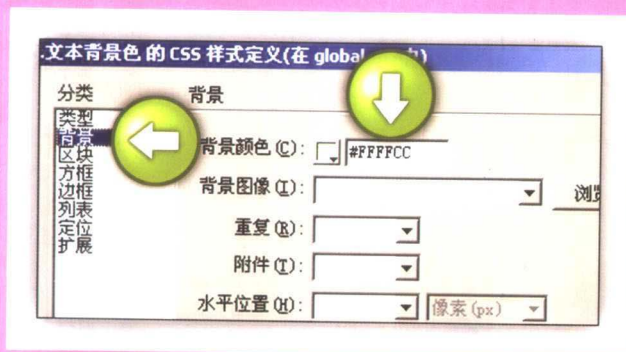 .文本背景色 的 CSS 样式定义(在 global
分类
背景
类型
背景
区块
方框
边框
列表
定位
扩展
背景颜色(C): #FFFFCC
背景图像(I): 浏览
重复(R):
附件(T):
水平位置(H): 像素(px)